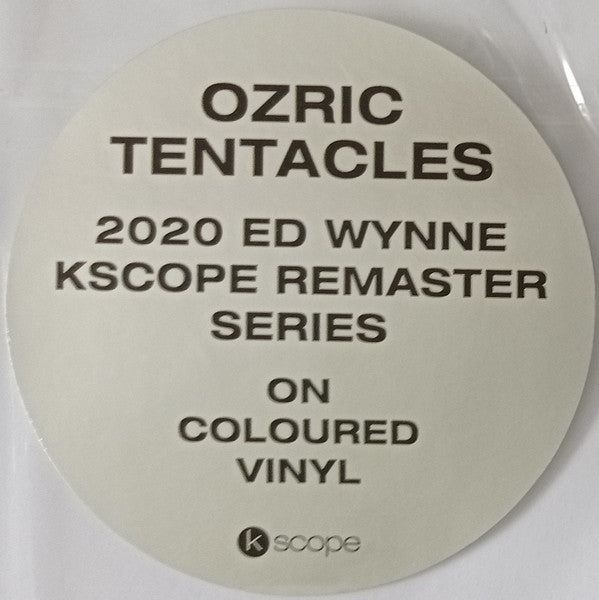 OZRIC
TENTACLES
2020 ED WYNNE
KSCOPE REMASTER
SERIES
ON
COLOURED
VINYL
kscope